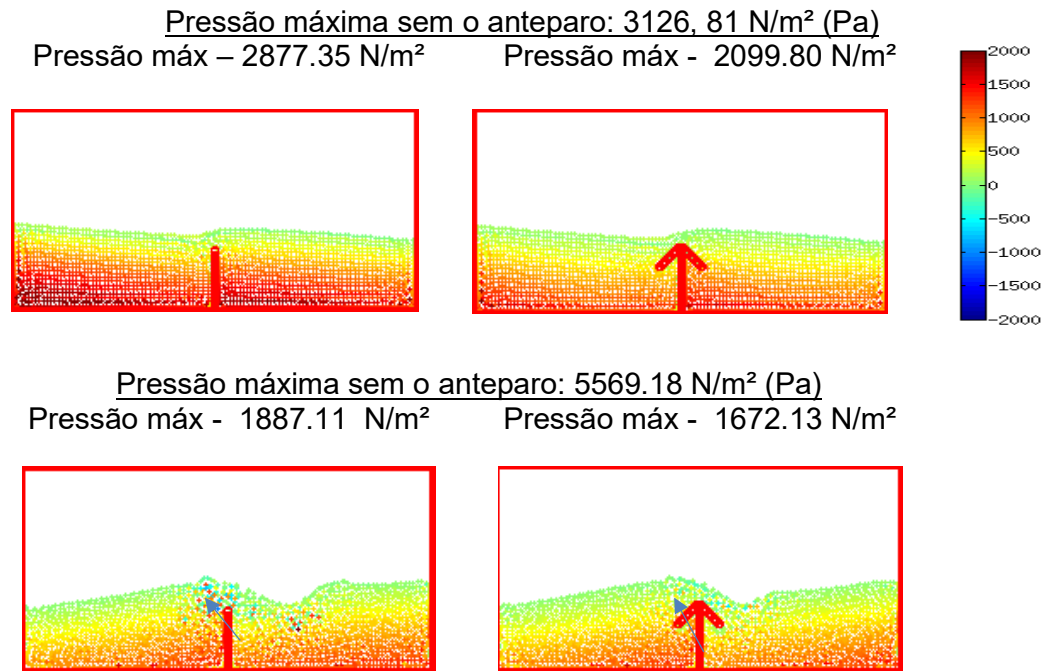 Pressão máxima sem o anteparo: 3126, 81 N/m² (Pa)
Pressão máx – 2877.35 N/m² Pressão máx - 2099.80 N/m²
2000
1500
1000
500
0
−500
−1000
−1500
−2000
Pressão máxima sem o anteparo: 5569.18 N/m² (Pa)
Pressão máx - 1887.11 N/m² Pressão máx - 1672.13 N/m²